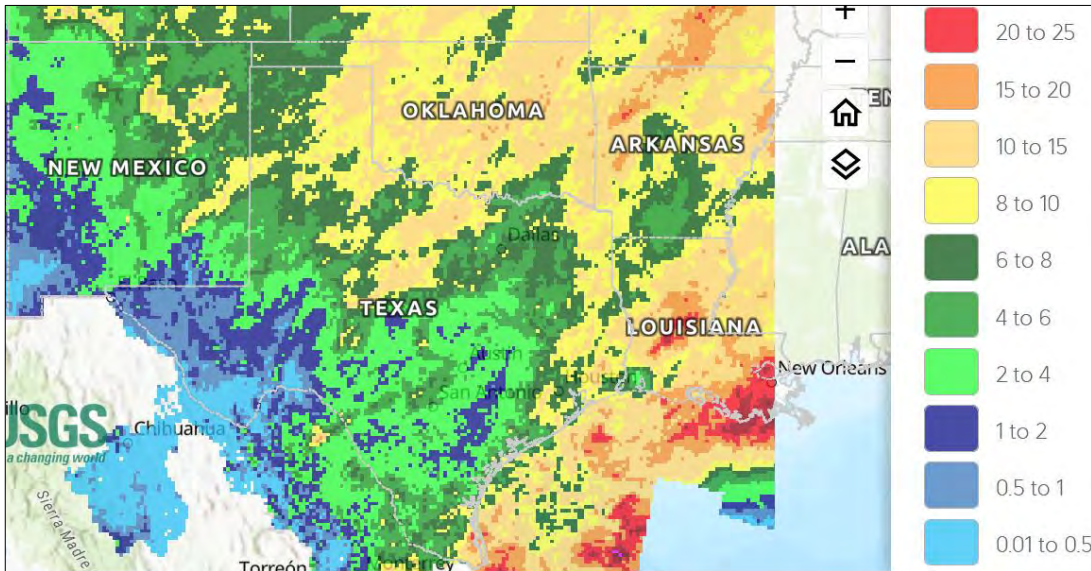 +
−
OKLAHOMA
ARKANSAS
NEW MEXICO
Dallas
ALA
TEXAS
LOUISIANA
Austin
Houston
New Orleans
San Antonio
USGS
Chihuahua
a changing world
Sierra Madre
Torreón
Monterrey
20 to 25
15 to 20
10 to 15
8 to 10
6 to 8
4 to 6
2 to 4
1 to 2
0.5 to 1
0.01 to 0.5